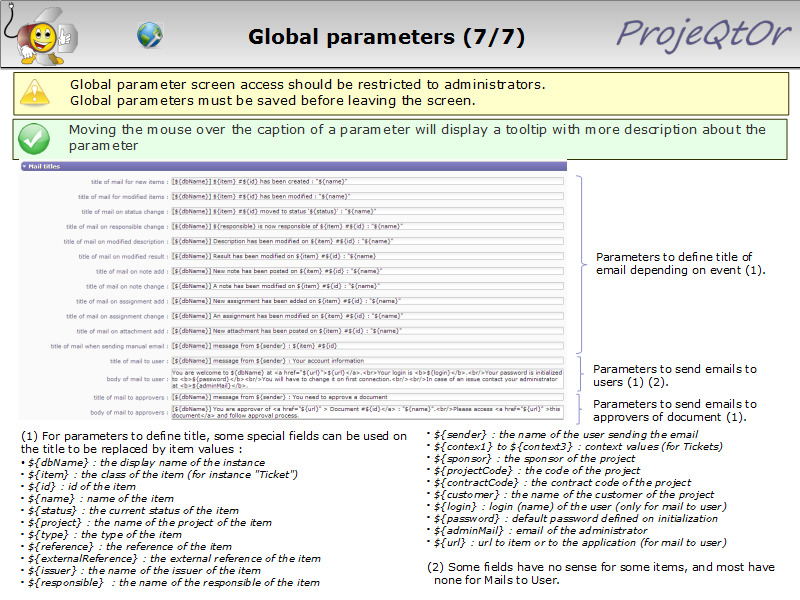 Global parameters (7/7)
ProjeQtOr
Global parameter screen access should be restricted to administrators.
Global parameters must be saved before leaving the screen.
Moving the mouse over the caption of a parameter will display a tooltip with more description about the
parameter
Mail titles
title of mail for new items : [${dbName}] ${item} #${id} has been created : "${name}"
title of mail for modified items : [${dbName}] ${item} #${id} has been modified : "${name}"
title of mail on status change : [${dbName}] ${item} #${id} moved to status '${status}' : "${name}"
title of mail on responsible change : [${dbName}] ${responsible} is now responsible of ${item} #${id} : "${name}"
title of mail on modified description : [${dbName}] Description has been modified on ${item} #${id} : "${name}"
title of mail on modified result : [${dbName}] Result has been modified on ${item} #${id} : ${name}
title of mail on note add : [${dbName}] New note has been posted on ${item} #${id} : "${name}"
title of mail on note change : [${dbName}] A note has been modified on ${item} #${id} : "${name}"
title of mail on assignment add : [${dbName}] New assignment has been added on ${item} #${id} : "${name}"
title of mail on assignment change : [${dbName}] An assignment has been modified on ${item} #${id} : "${name}"
title of mail on attachment add : [${dbName}] New attachment has been posted on ${item} #${id} : "${name}"
title of mail when sending manual email : [${dbName}] message from ${sender} : ${item} #${id}
title of mail to user : [${dbName}] message from ${sender} : Your account information
body of mail to user : You are welcome to ${dbName} at <a href="${url}">${url}</a>.<br>Your login is <b>${login}</b>.<br/>Your password is initialized
to <b>${password}</b><br/>You will have to change it on first connection.<br/><br/>In case of an issue contact your administrator
at <b>${adminMail}</b>.
title of mail to approvers : [${dbName}] message from ${sender} : You need to approve a document
body of mail to approvers : [${dbName}] You are approver of <a href="${url}" > Document #${id}</a> : "${name}".<br/>Please access <a href="${url}" >this
document</a> and follow approval process.
Parameters to define title of
email depending on event (1).
Parameters to send emails to
users (1) (2).
Parameters to send emails to
approvers of document (1).
(1) For parameters to define title, some special fields can be used on
the title to be replaced by item values :
• ${dbName} : the display name of the instance
• ${item} : the class of the item (for instance "Ticket")
• ${id} : id of the item
• ${name} : name of the item
• ${status} : the current status of the item
• ${project} : the name of the project of the item
• ${type} : the type of the item
• ${reference} : the reference of the item
• ${externalReference} : the external reference of the item
• ${issuer} : the name of the issuer of the item
• ${responsible} : the name of the responsible of the item
• ${sender} : the name of the user sending the email
• ${contex1} to ${context3} : context values (for Tickets)
• ${sponsor} : the sponsor of the project
• ${projectCode} : the code of the project
• ${contractCode} : the contract code of the project
• ${customer} : the name of the customer of the project
• ${login} : login (name) of the user (only for mail to user)
• ${password} : default password defined on initialization
• ${adminMail} : email of the administrator
• ${url} : url to item or to the application (for mail to user)
(2) Some fields have no sense for some items, and most have
none for Mails to User.